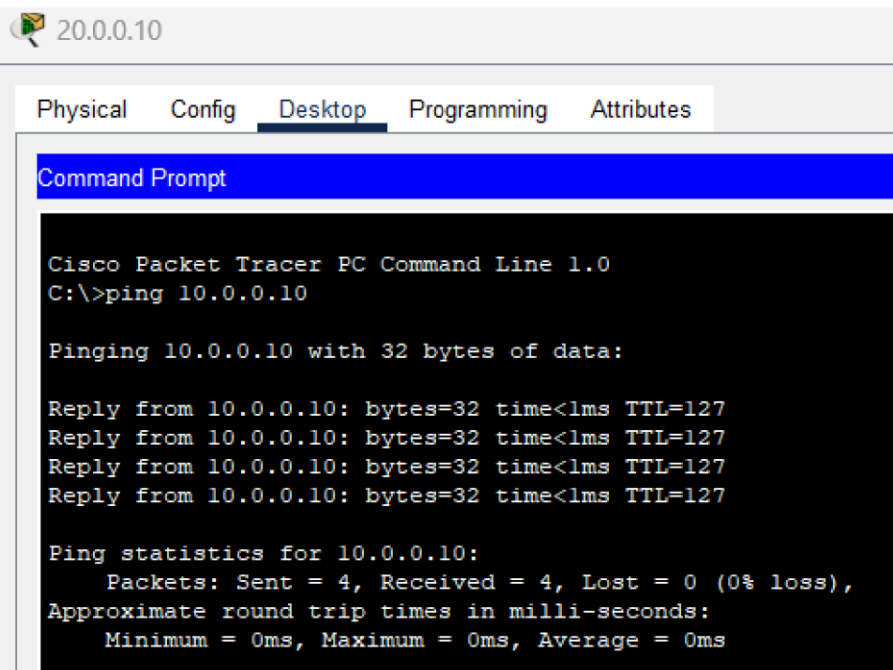 20.0.0.10
Physical Config Desktop Programming Attributes
Command Prompt
Cisco Packet Tracer PC Command Line 1.0
C:\>ping 10.0.0.10
Pinging 10.0.0.10 with 32 bytes of data:
Reply from 10.0.0.10: bytes=32 time<1ms TTL=127
Reply from 10.0.0.10: bytes=32 time<1ms TTL=127
Reply from 10.0.0.10: bytes=32 time<1ms TTL=127
Reply from 10.0.0.10: bytes=32 time<1ms TTL=127
Ping statistics for 10.0.0.10:
Packets: Sent = 4, Received = 4, Lost = 0 (0% loss),
Approximate round trip times in milli-seconds:
Minimum = 0ms, Maximum = 0ms, Average = 0ms